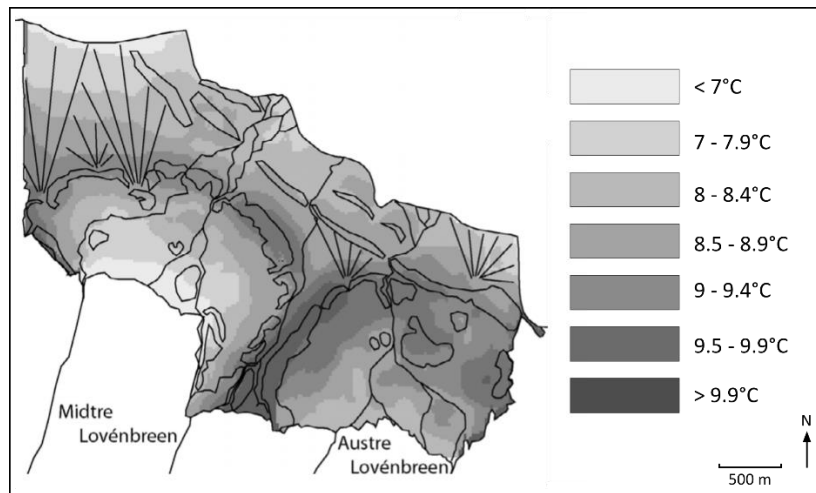 < 7°C
7 - 7.9°C
8 - 8.4°C
8.5 - 8.9°C
9 - 9.4°C
9.5 - 9.9°C
> 9.9°C
Midtre
Lovénbreen
Austre
Lovénbreen
N
500 m